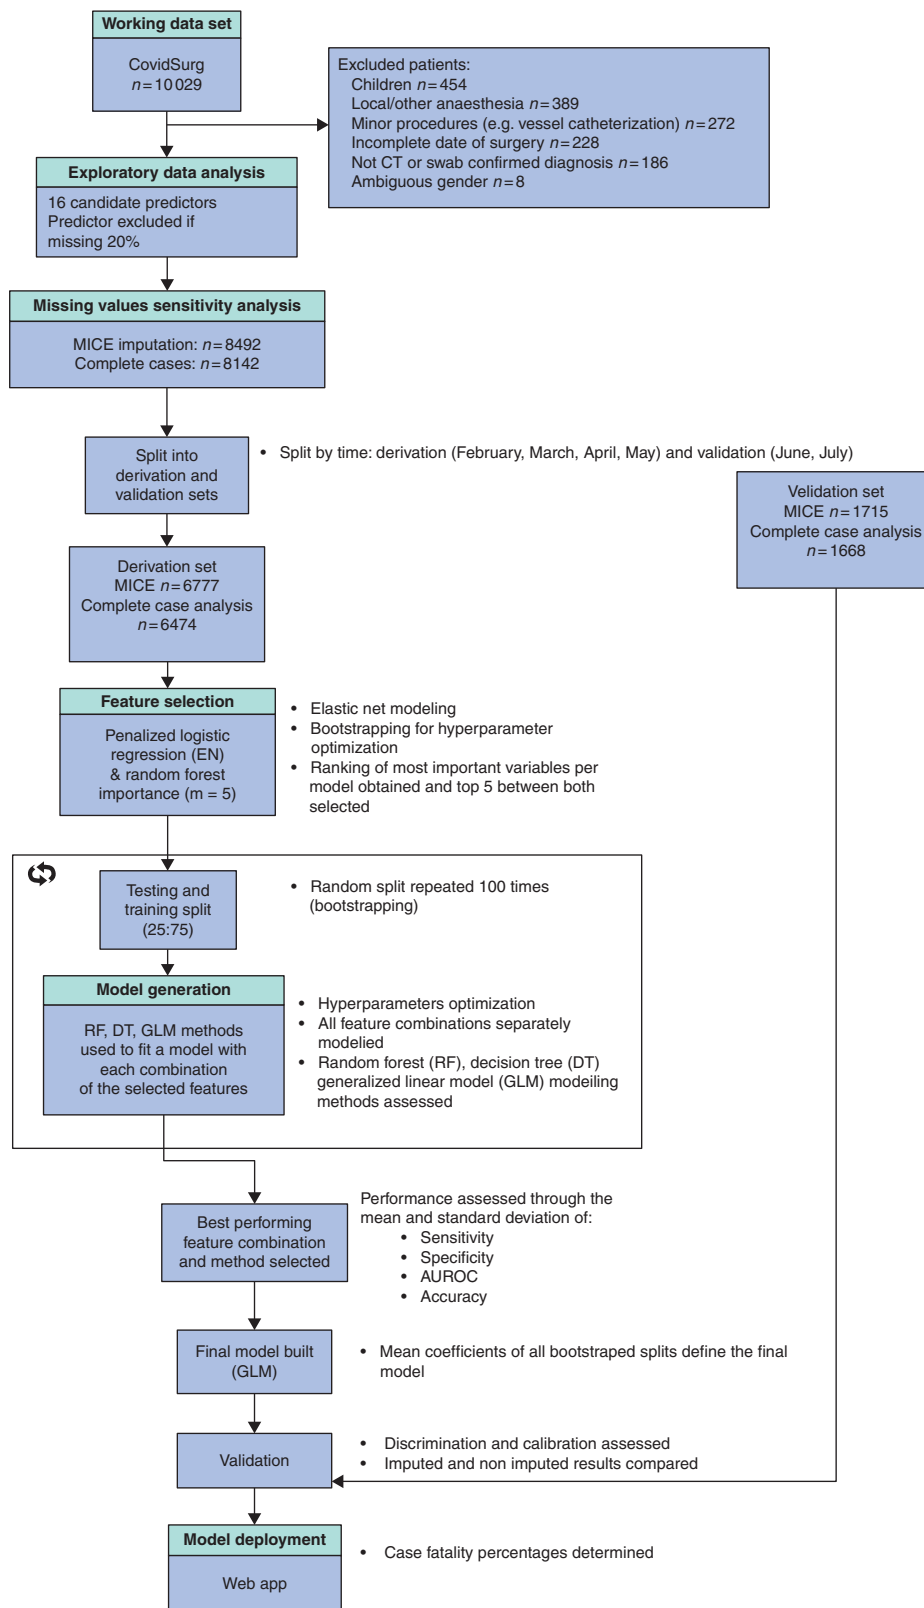 Working data set
CovidSurg
n=10 029
Excluded patients:
Children n=454
Local/other anaesthesia n=389
Minor procedures (e.g. vessel catheterization) n=272
Incomplete date of surgery n=228
Not CT or swab confirmed diagnosis n=186
Ambiguous gender n=8
Exploratory data analysis
16 candidate predictors
Predictor excluded if
missing 20%
Missing values sensitivity analysis
MICE imputation: n=8492
Complete cases: n=8142
Split into
derivation and
validation sets
• Split by time: derivation (February, March, April, May) and validation (June, July)
Velidation set
MICE n=1715
Complete case analysis
n=1668
Derivation set
MICE n=6777
Complete case analysis
n=6474
Feature selection
Penalized logistic
regression (EN)
& random forest
importance (m = 5)
• Elastic net modeling
• Bootstrapping for hyperparameter
optimization
• Ranking of most important variables per
model obtained and top 5 between both
selected
Testing and
training split
(25:75)
• Random split repeated 100 times
(bootstrapping)
Model generation
RF, DT, GLM methods
used to fit a model with
each combination
of the selected features
• Hyperparameters optimization
• All feature combinations separately
modelied
• Random forest (RF), decision tree (DT)
generalized linear model (GLM) modeiling
methods assessed
Best performing
feature combination
and method selected
Performance assessed through the
mean and standard deviation of:
• Sensitivity
• Specificity
• AUROC
• Accuracy
Final model built
(GLM)
• Mean coefficients of all bootstraped splits define the final
model
Validation
• Discrimination and calibration assessed
• Imputed and non imputed results compared
Model deployment
Web app
• Case fatality percentages determined